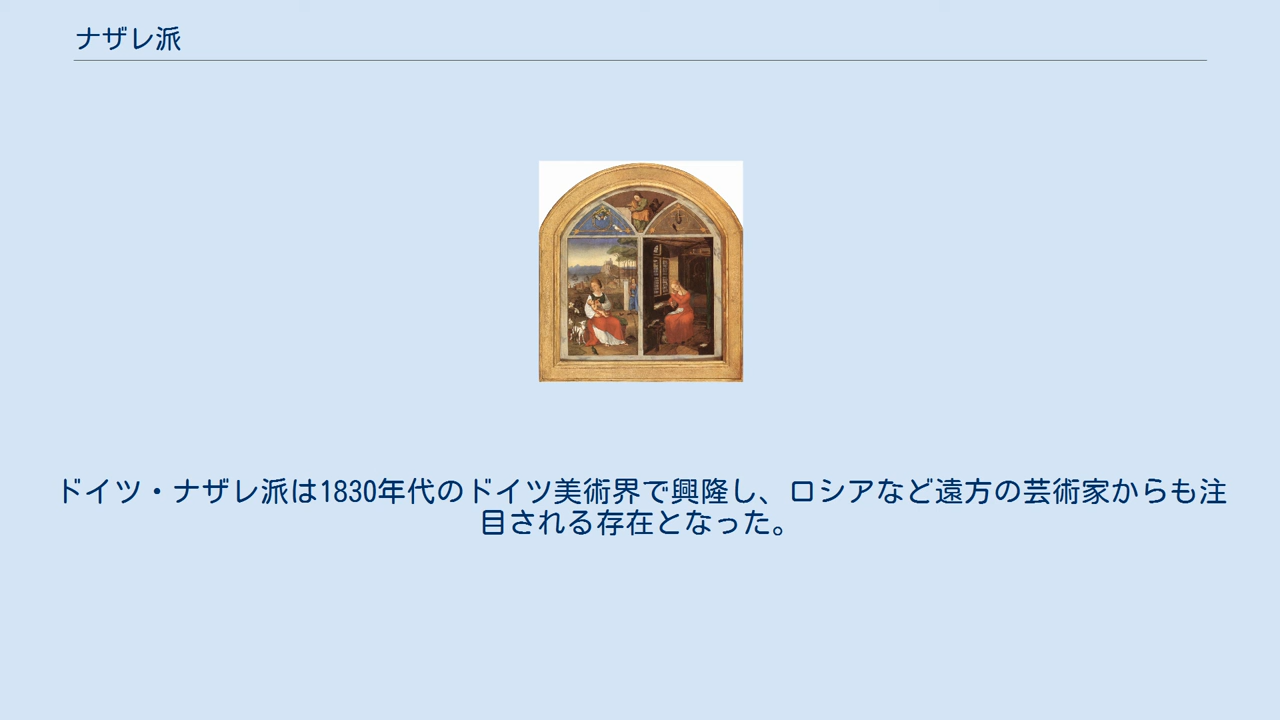 ナザレ派
ドイツ・ナザレ派は1830年代のドイツ美術界で興隆し、ロシアなど遠方の芸術家からも注
目される存在となった。